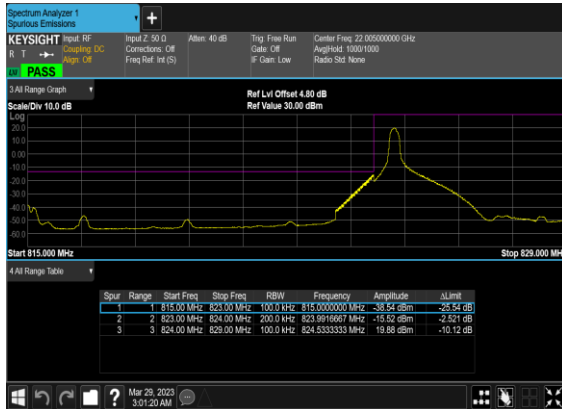 Spectrum Analyzer 1
Spurious Emissions
KEYSIGHT
R T
Input: RF
Coupling: DC
Align: Off
Input Z: 50 Ω
Corrections: Off
Freq Ref: Int (S)
Atten: 40 dB
Trig: Free Run
Gate: Off
IF Gain: Low
Center Freq: 22.005000000 GHz
Avg|Hold: 1000/1000
Radio Std: None
PASS
3 All Range Graph
Scale/Div 10.0 dB
Ref Lvl Offset 4.80 dB
Ref Value 30.00 dBm
Log
20.0
10.0
0.00
-10.0
-20.0
-30.0
-40.0
-50.0
-60.0
Start 815.000 MHz
Stop 829.000 MH
4 All Range Table
Spur Range Start Freq Stop Freq RBW Frequency Amplitude ΔLimit
1 1 815.00 MHz 823.00 MHz 100.0 kHz 815.0000000 MHz -38.54 dBm -25.54 dB
2 2 823.00 MHz 824.00 MHz 200.0 kHz 823.9916667 MHz -15.52 dBm -2.521 dB
3 3 824.00 MHz 829.00 MHz 100.0 kHz 824.5333333 MHz 19.88 dBm -10.12 dB
Mar 29, 2023
3:01:20 AM